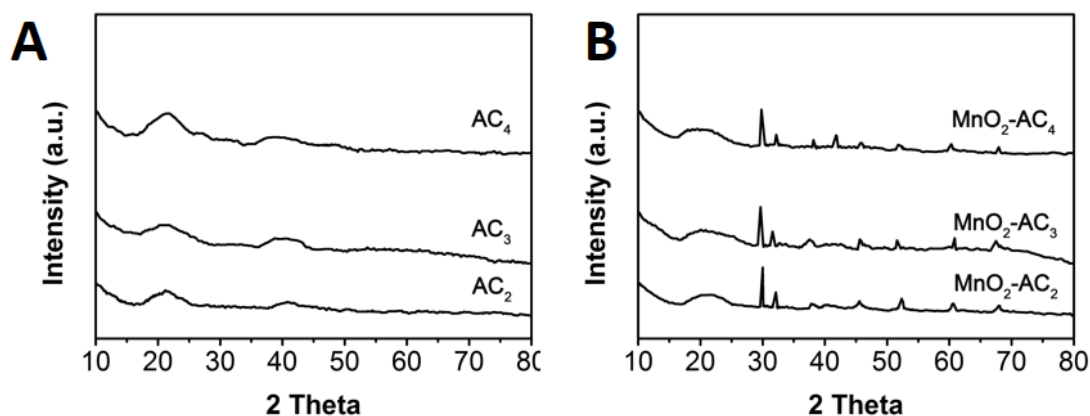 A
Intensity (a.u.)
AC₄
AC₃
AC₂
10 20 30 40 50 60 70 80
2 Theta
B
Intensity (a.u.)
MnO₂-AC₄
MnO₂-AC₃
MnO₂-AC₂
10 20 30 40 50 60 70 80
2 Theta